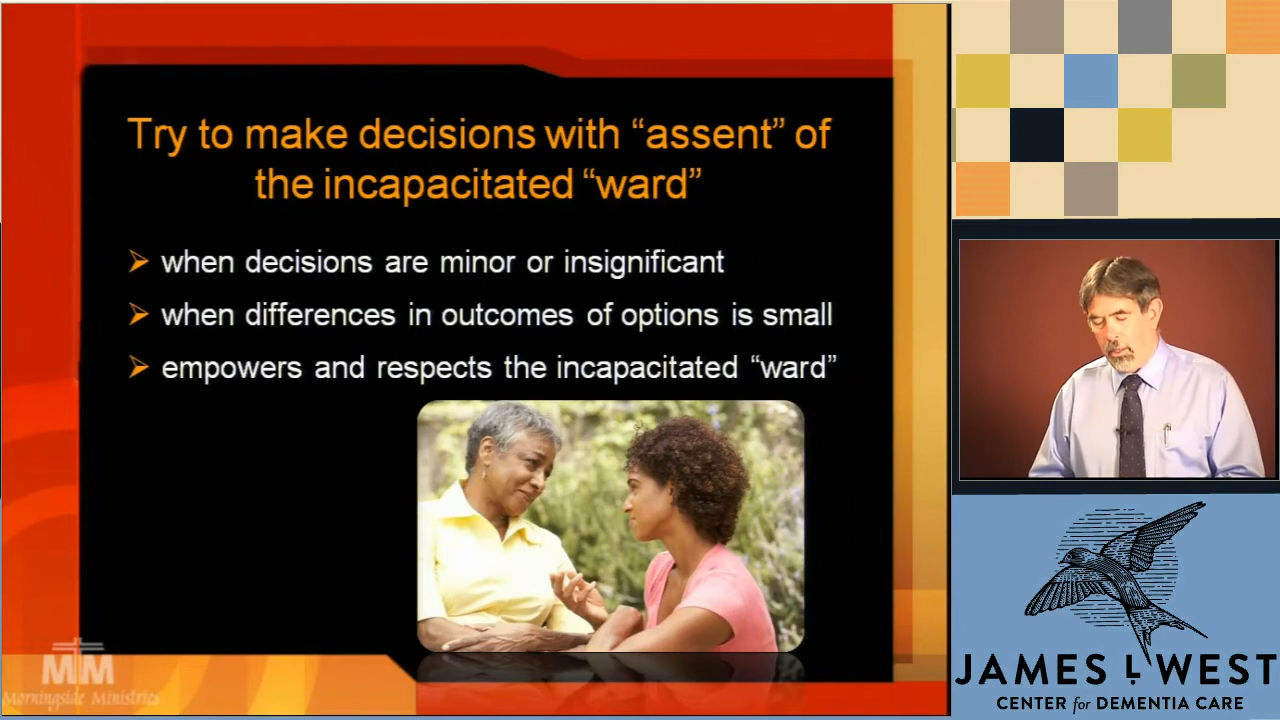 Try to make decisions with “assent” of
the incapacitated “ward”
➢ when decisions are minor or insignificant
➢ when differences in outcomes of options is small
➢ empowers and respects the incapacitated “ward”
MM
Morningside Ministries
JAMES L WEST
CENTER for DEMENTIA CARE